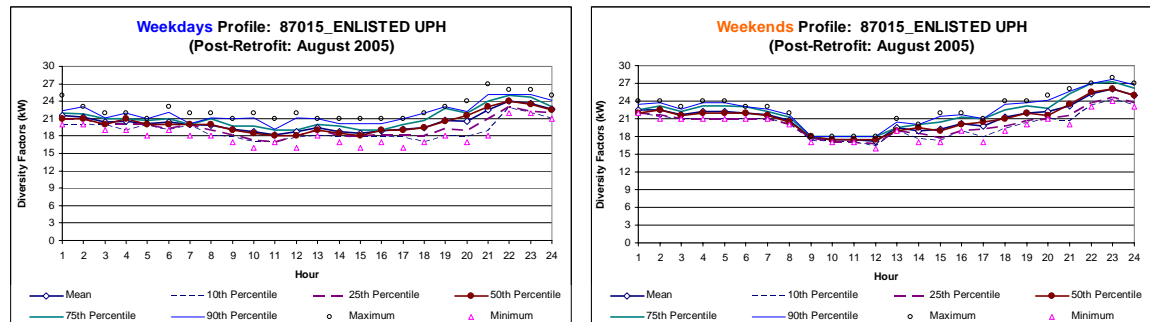 Weekdays Profile: 87015_ENLISTED UPH
(Post-Retrofit: August 2005)
Diversity Factors (kW)
30
27
24
21
18
15
12
9
6
3
0
1 2 3 4 5 6 7 8 9 10 11 12 13 14 15 16 17 18 19 20 21 22 23 24
Hour
Mean 10th Percentile 25th Percentile 50th Percentile
75th Percentile 90th Percentile Maximum Minimum
Weekends Profile: 87015_ENLISTED UPH
(Post-Retrofit: August 2005)
Diversity Factors (kW)
30
27
24
21
18
15
12
9
6
3
0
1 2 3 4 5 6 7 8 9 10 11 12 13 14 15 16 17 18 19 20 21 22 23 24
Hour
Mean 10th Percentile 25th Percentile 50th Percentile
75th Percentile 90th Percentile Maximum Minimum